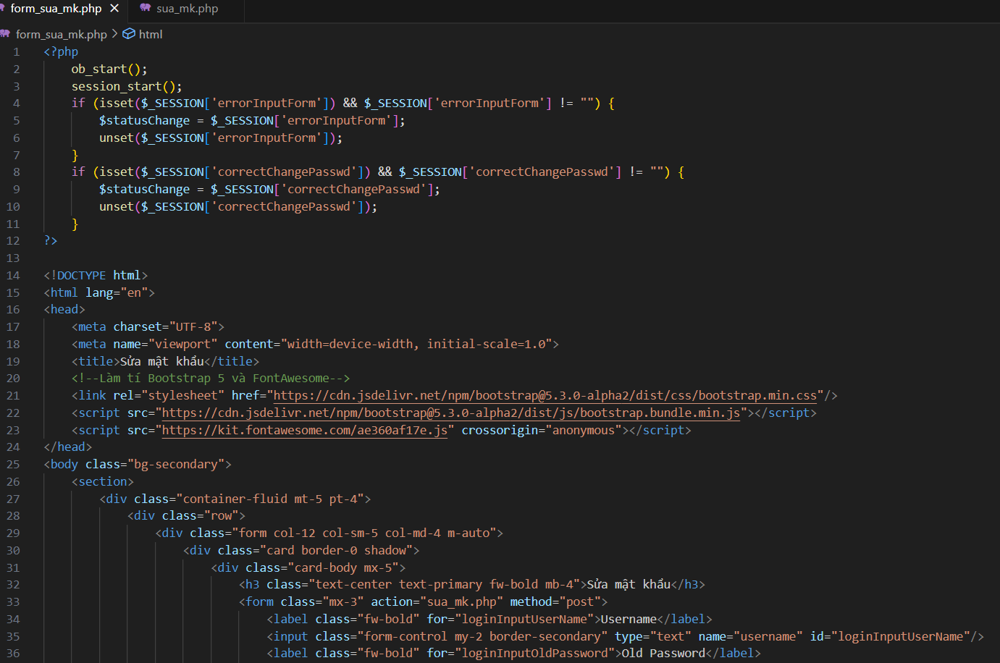 form_sua_mk.php × sua_mk.php
form_sua_mk.php > html
1 <?php
2 ob_start();
3 session_start();
4 if (isset($_SESSION['errorInputForm']) && $_SESSION['errorInputForm'] != "") {
5 $statusChange = $_SESSION['errorInputForm'];
6 unset($_SESSION['errorInputForm']);
7 }
8 if (isset($_SESSION['correctChangePasswd']) && $_SESSION['correctChangePasswd'] != "") {
9 $statusChange = $_SESSION['correctChangePasswd'];
10 unset($_SESSION['correctChangePasswd']);
11 }
12 ?>
13
14 <!DOCTYPE html>
15 <html lang="en">
16 <head>
17 <meta charset="UTF-8">
18 <meta name="viewport" content="width=device-width, initial-scale=1.0">
19 <title>Sửa mật khẩu</title>
20 <!--Làm tí Bootstrap 5 và FontAwesome-->
21 <link rel="stylesheet" href="https://cdn.jsdelivr.net/npm/bootstrap@5.3.0-alpha2/dist/css/bootstrap.min.css"/>
22 <script src="https://cdn.jsdelivr.net/npm/bootstrap@5.3.0-alpha2/dist/js/bootstrap.bundle.min.js"></script>
23 <script src="https://kit.fontawesome.com/ae360af17e.js" crossorigin="anonymous"></script>
24 </head>
25 <body class="bg-secondary">
26 <section>
27 <div class="container-fluid mt-5 pt-4">
28 <div class="row">
29 <div class="form col-12 col-sm-5 col-md-4 m-auto">
30 <div class="card border-0 shadow">
31 <div class="card-body mx-5">
32 <h3 class="text-center text-primary fw-bold mb-4">Sửa mật khẩu</h3>
33 <form class="mx-3" action="sua_mk.php" method="post">
34 <label class="fw-bold" for="loginInputUserName">Username</label>
35 <input class="form-control my-2 border-secondary" type="text" name="username" id="loginInputUserName"/>
36 <label class="fw-bold" for="loginInputOldPassword">Old Password</label>